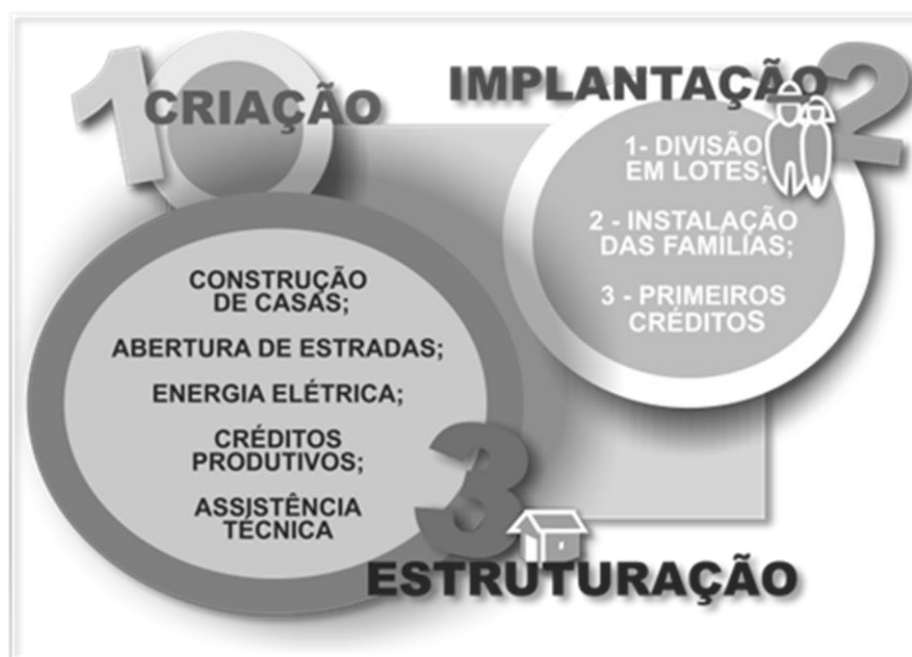 1
CRIAÇÃO
IMPLANTAÇÃO
2
1- DIVISÃO
EM LOTES;
2 - INSTALAÇÃO
DAS FAMÍLIAS;
3 - PRIMEIROS
CRÉDITOS
CONSTRUÇÃO
DE CASAS;
ABERTURA DE ESTRADAS;
ENERGIA ELÉTRICA;
CRÉDITOS
PRODUTIVOS;
ASSISTÊNCIA
TÉCNICA
3
ESTRUTURAÇÃO